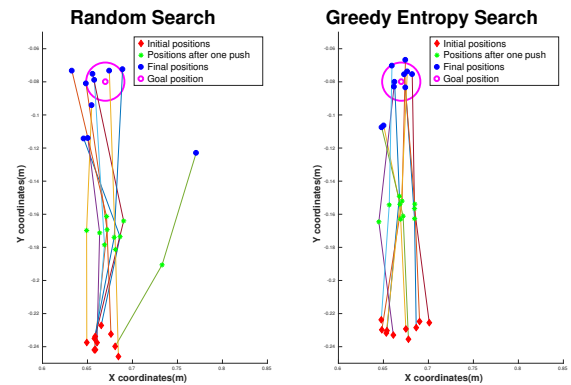 Random Search
Initial positions
Positions after one push
Final positions
Goal position
-0.06
-0.08
-0.1
-0.12
-0.14
-0.16
-0.18
-0.2
-0.22
-0.24
Y coordinates(m)
0.6
0.65
0.7
0.75
0.8
0.85
X coordinates(m)
Greedy Entropy Search
Initial positions
Positions after one push
Final positions
Goal position
-0.06
-0.08
-0.1
-0.12
-0.14
-0.16
-0.18
-0.2
-0.22
-0.24
Y coordinates(m)
0.6
0.65
0.7
0.75
0.8
0.85
X coordinates(m)